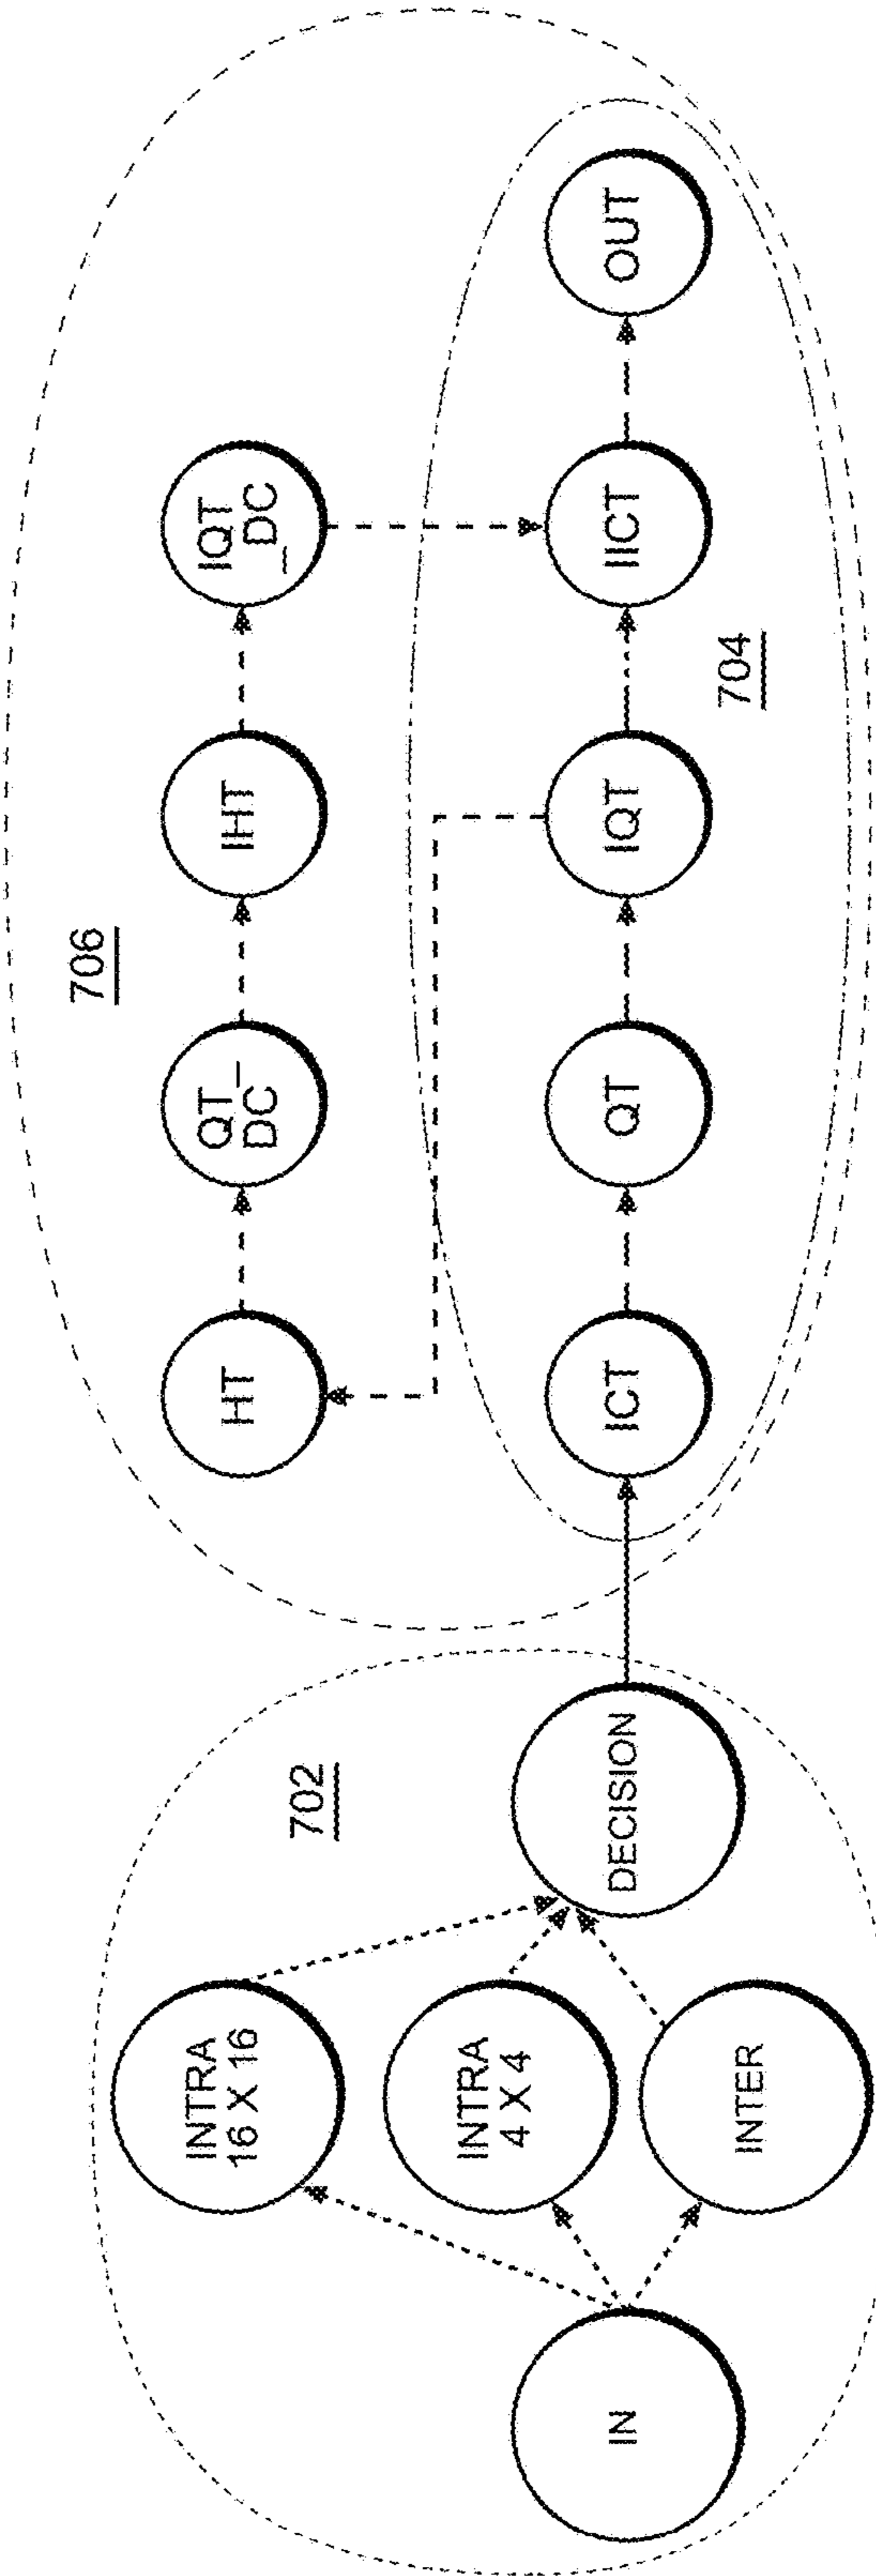 IN
INTRA
16 X 16
INTRA
4 X 4
INTER
702
DECISION
706
HT
QT_
DC
IHT
IQT
_DC
ICT
QT
IQT
IICT
OUT
704